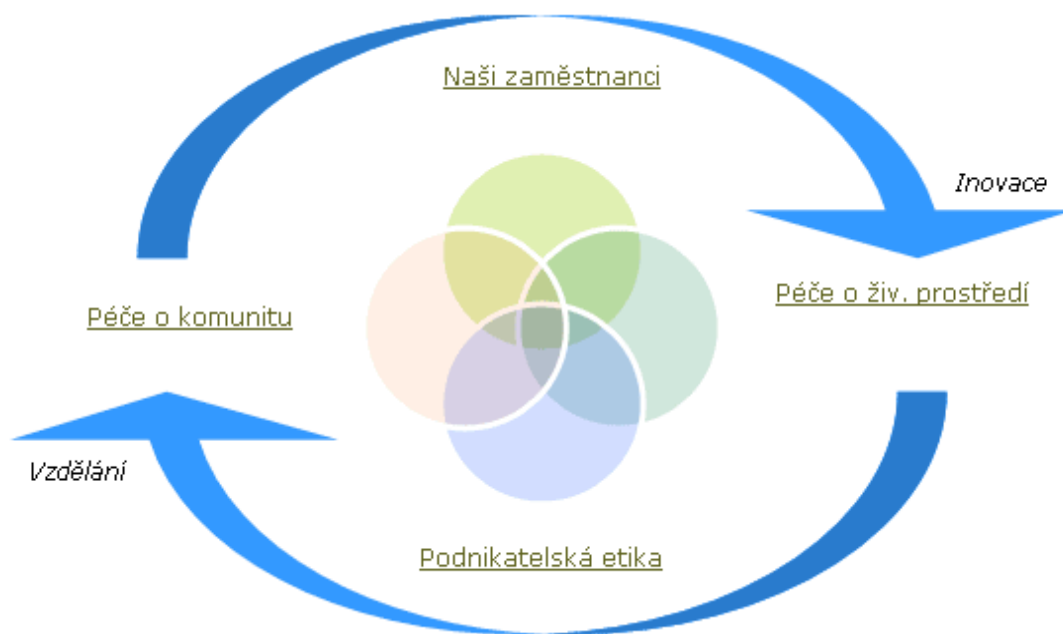 Naši zaměstnanci
Inovace
Péče o živ. prostředí
Péče o komunitu
Vzdělání
Podnikatelská etika